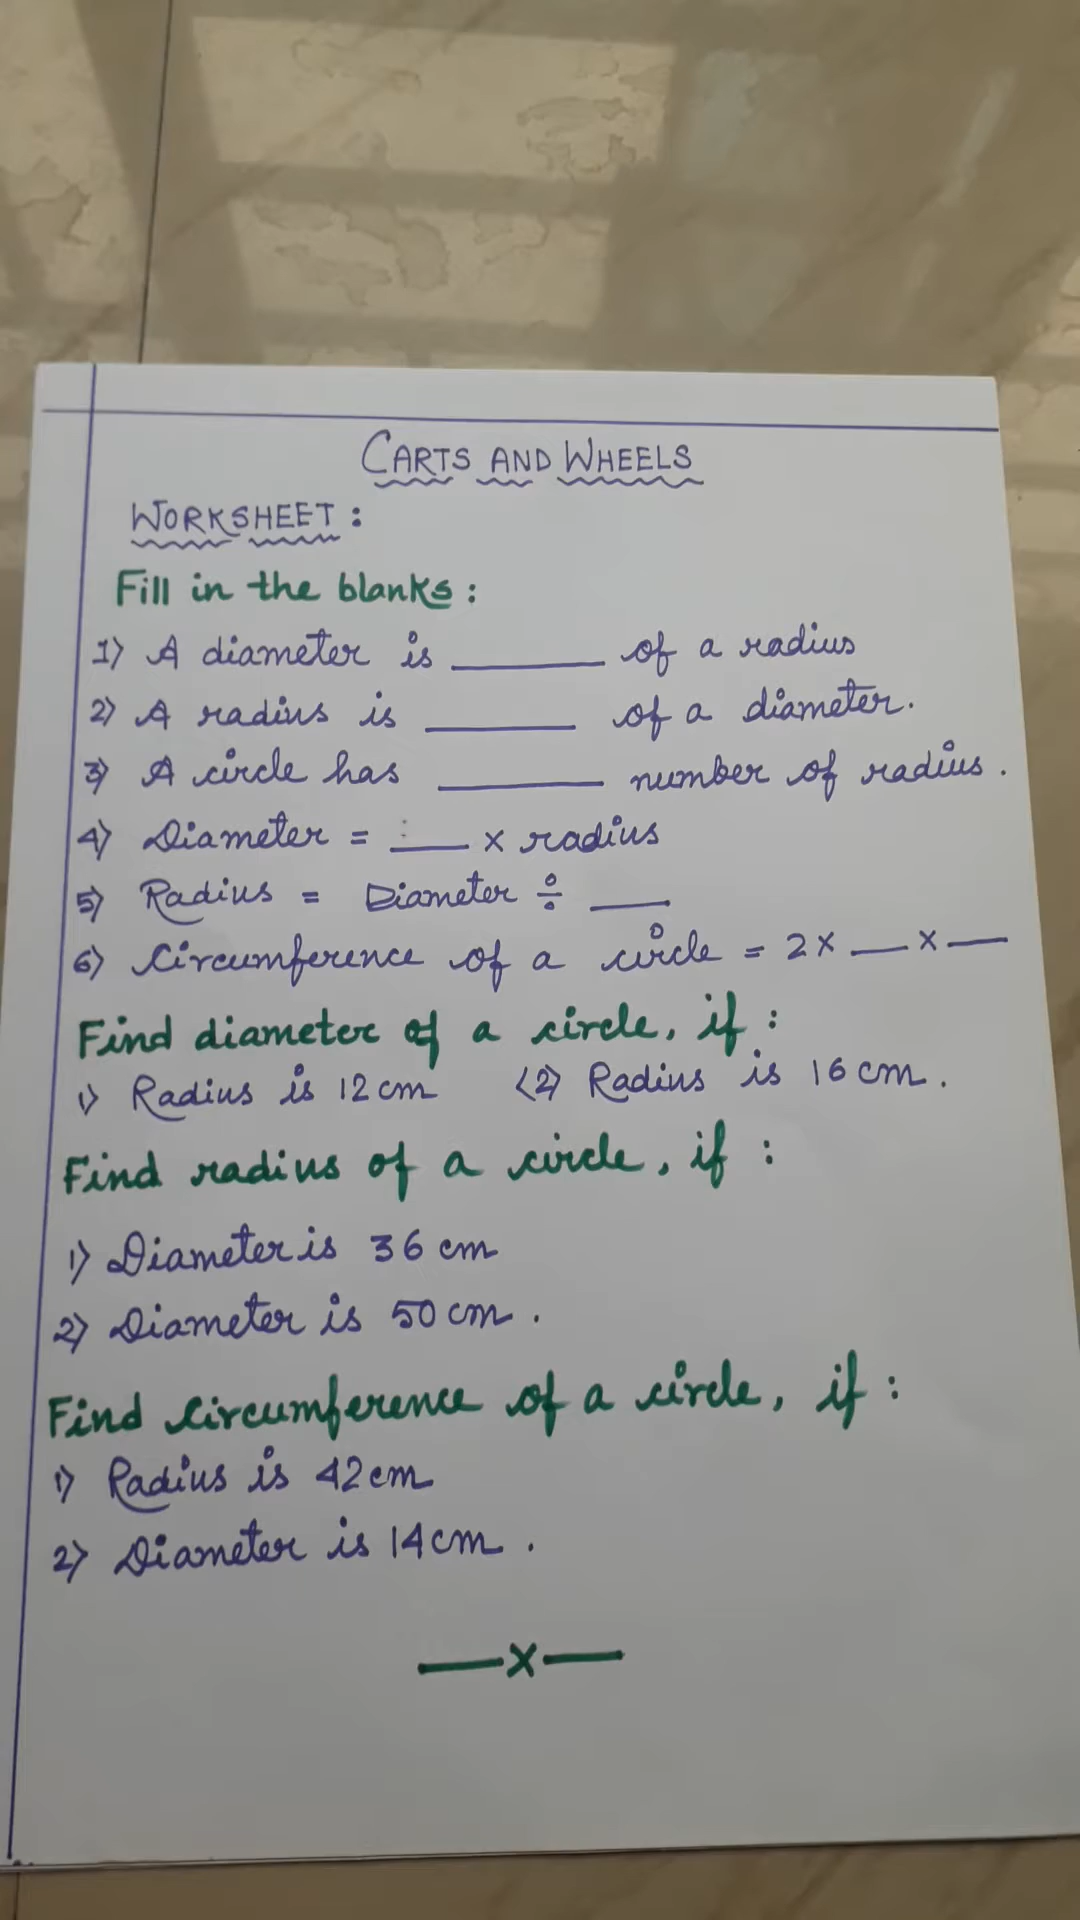 CARTS AND WHEELS
WORKSHEET :
Fill in the blanks :
1) A diameter is ______ of a radius
2) A radius is ______ of a diameter.
3) A circle has ______ number of radius .
4) Diameter = ___ × radius
5) Radius = Diameter ÷ ___
6) Circumference of a circle = 2 × __ × __
Find diameter of a circle, if :
1) Radius is 12 cm (2) Radius is 16 cm .
Find radius of a circle, if :
1) Diameter is 36 cm
2) Diameter is 50 cm .
Find circumference of a circle, if :
1) Radius is 42 cm
2) Diameter is 14 cm .
—x—